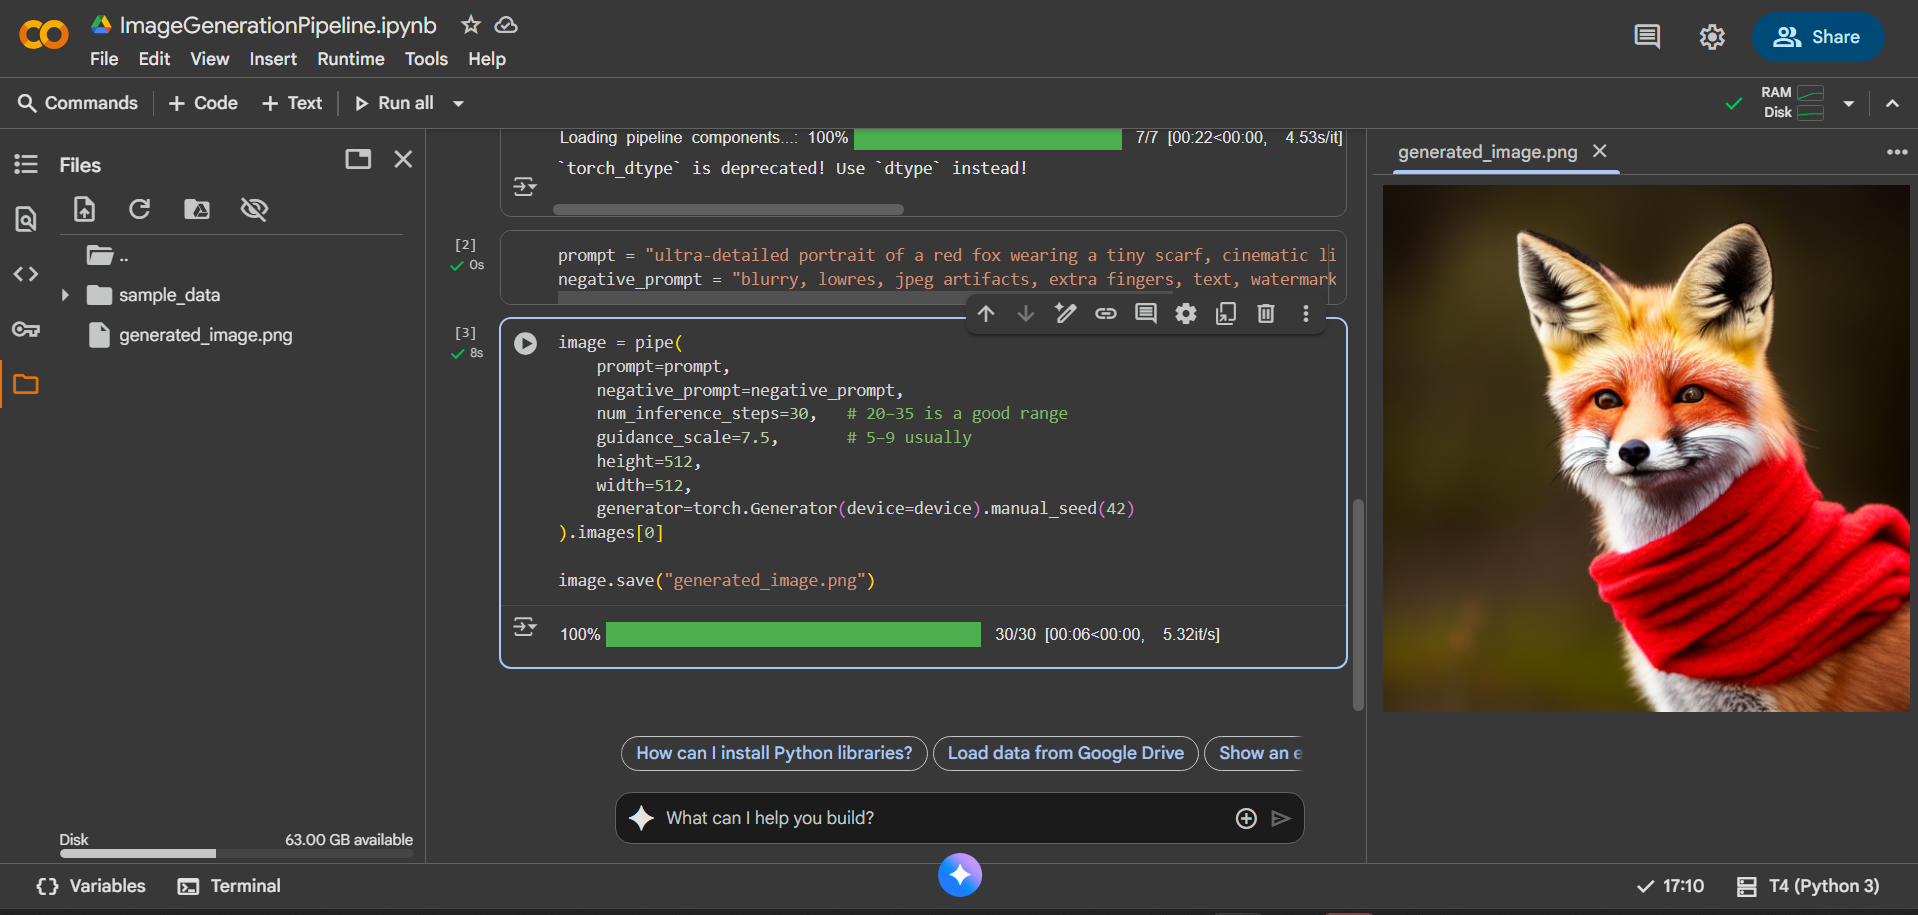 ImageGenerationPipeline.ipynb
File Edit View Insert Runtime Tools Help
Share
Commands + Code + Text Run all
RAM
Disk
Files
..
sample_data
generated_image.png
Disk 63.00 GB available
Loading pipeline components...: 100% 7/7 [00:22<00:00, 4.53s/it]
`torch_dtype` is deprecated! Use `dtype` instead!
[2]
0s
prompt = "ultra-detailed portrait of a red fox wearing a tiny scarf, cinematic li
negative_prompt = "blurry, lowres, jpeg artifacts, extra fingers, text, watermark
[3]
8s
image = pipe(
prompt=prompt,
negative_prompt=negative_prompt,
num_inference_steps=30, # 20–35 is a good range
guidance_scale=7.5, # 5–9 usually
height=512,
width=512,
generator=torch.Generator(device=device).manual_seed(42)
).images[0]
image.save("generated_image.png")
100% 30/30 [00:06<00:00, 5.32it/s]
How can I install Python libraries? Load data from Google Drive Show an e
What can I help you build?
generated_image.png
Variables Terminal
17:10 T4 (Python 3)